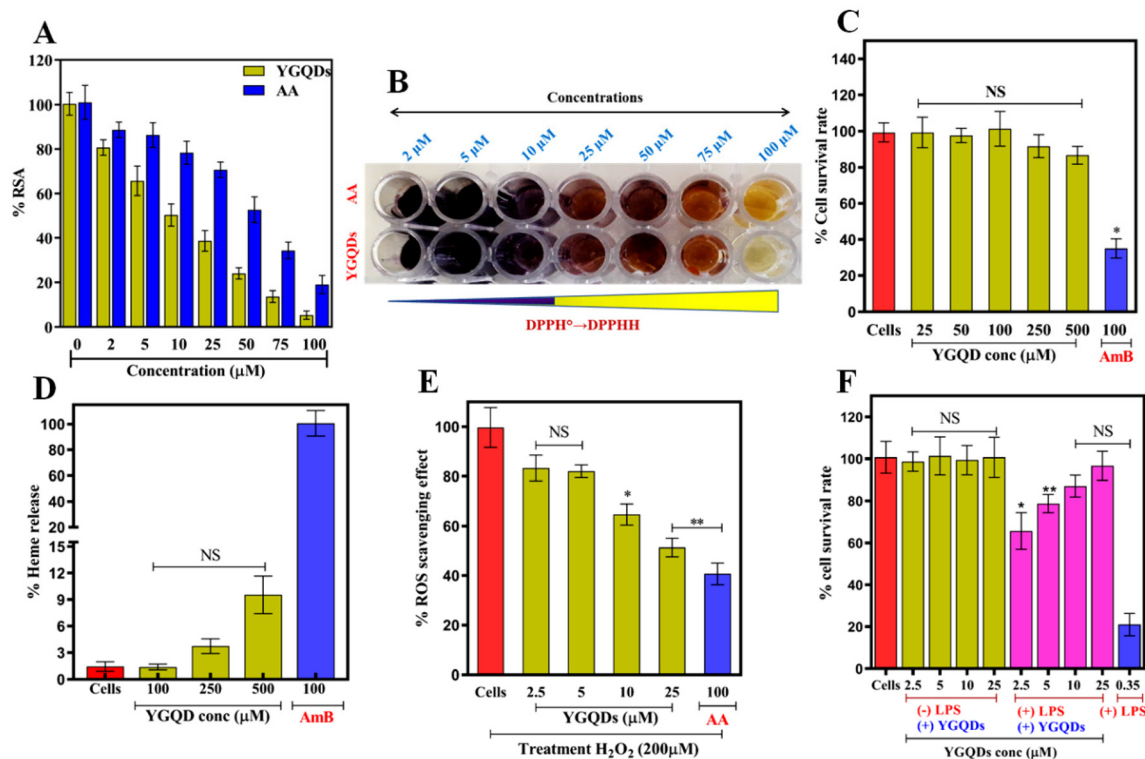 A
120
100
80
60
40
20
0
% RSA
YGQDs
AA
0 2 5 10 25 50 75 100
Concentration (µM)
B
Concentrations
2 µM 5 µM 10 µM 25 µM 50 µM 75 µM 100 µM
AA
YGQDs
DPPH°→DPPHH
C
140
120
100
80
60
40
20
0
% Cell survival rate
NS
*
Cells 25 50 100 250 500 100
YGQD conc (µM) AmB
D
100
80
60
40
20
15
12
9
6
3
0
% Heme release
NS
Cells 100 250 500 100
YGQD conc (µM) AmB
E
100
80
60
40
20
0
% ROS scavenging effect
NS
*
**
Cells 2.5 5 10 25 100
YGQDs (µM) AA
Treatment H₂O₂ (200µM)
F
120
100
80
60
40
20
0
% cell survival rate
NS
NS
*
**
Cells 2.5 5 10 25 2.5 5 10 25 0.35
(-) LPS (+) LPS (+) LPS
(+) YGQDs (+) YGQDs
YGQDs conc (µM)